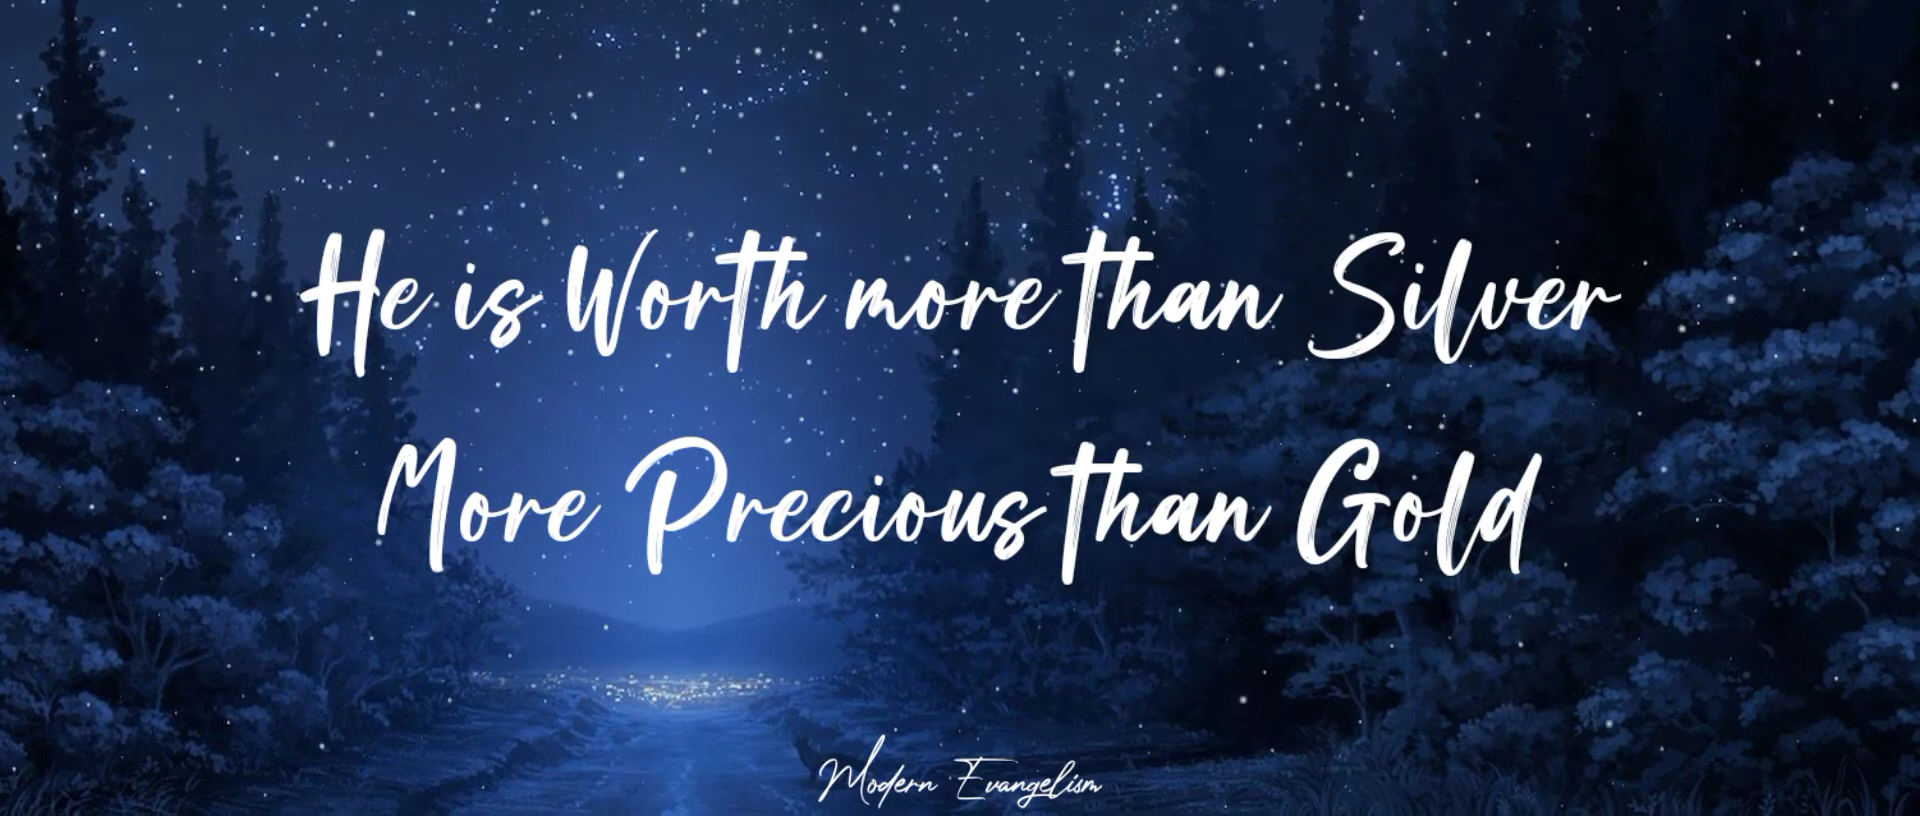 He is Worth more than Silver
More Precious than Gold
Modern Evangelism